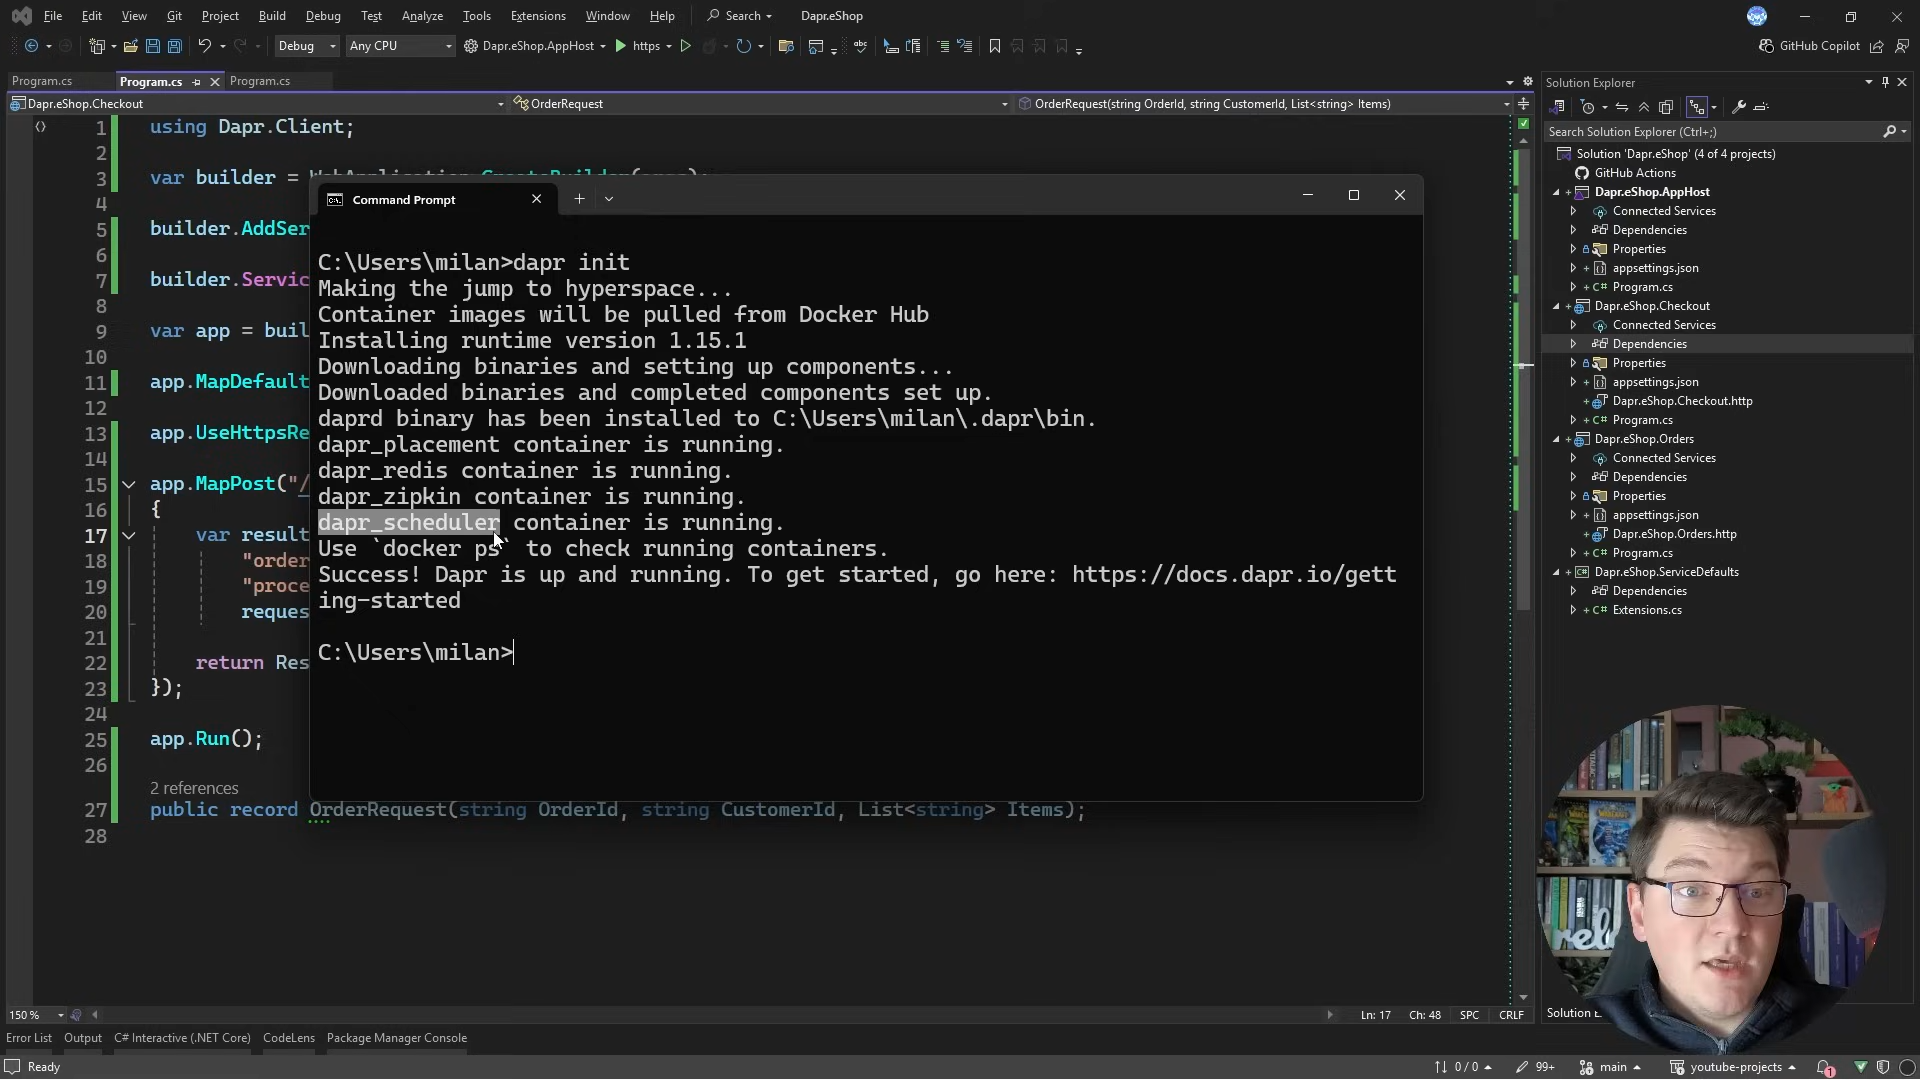 File Edit View Git Project Build Debug Test Analyze Tools Extensions Window Help Search Dapr.eShop
Debug Any CPU Dapr.eShop.AppHost https GitHub Copilot
Program.cs Program.cs Program.cs
Dapr.eShop.Checkout OrderRequest OrderRequest(string OrderId, string CustomerId, List<string> Items)
1 using Dapr.Client;
2
3 var builder = WebApplication.CreateBuilder(args);
4
5 builder.AddSer
6
7 builder.Servic
8
9 var app = buil
10
11 app.MapDefault
12
13 app.UseHttpsRe
14
15 app.MapPost("/
16 {
17 var result
18 "order
19 "proce
20 reques
21
22 return Res
23 });
24
25 app.Run();
26
2 references
27 public record OrderRequest(string OrderId, string CustomerId, List<string> Items);
28
Command Prompt
C:\Users\milan>dapr init
Making the jump to hyperspace...
Container images will be pulled from Docker Hub
Installing runtime version 1.15.1
Downloading binaries and setting up components...
Downloaded binaries and completed components set up.
daprd binary has been installed to C:\Users\milan\.dapr\bin.
dapr_placement container is running.
dapr_redis container is running.
dapr_zipkin container is running.
dapr_scheduler container is running.
Use `docker ps` to check running containers.
Success! Dapr is up and running. To get started, go here: https://docs.dapr.io/gett
ing-started
C:\Users\milan>
Solution Explorer
Search Solution Explorer (Ctrl+;)
Solution 'Dapr.eShop' (4 of 4 projects)
GitHub Actions
Dapr.eShop.AppHost
Connected Services
Dependencies
Properties
appsettings.json
C# Program.cs
Dapr.eShop.Checkout
Connected Services
Dependencies
Properties
appsettings.json
Dapr.eShop.Checkout.http
C# Program.cs
Dapr.eShop.Orders
Connected Services
Dependencies
Properties
appsettings.json
Dapr.eShop.Orders.http
C# Program.cs
Dapr.eShop.ServiceDefaults
Dependencies
C# Extensions.cs
150 % Ln: 17 Ch: 48 SPC CRLF Solution E
Error List Output C# Interactive (.NET Core) CodeLens Package Manager Console
Ready 0 / 0 99+ main youtube-projects 1